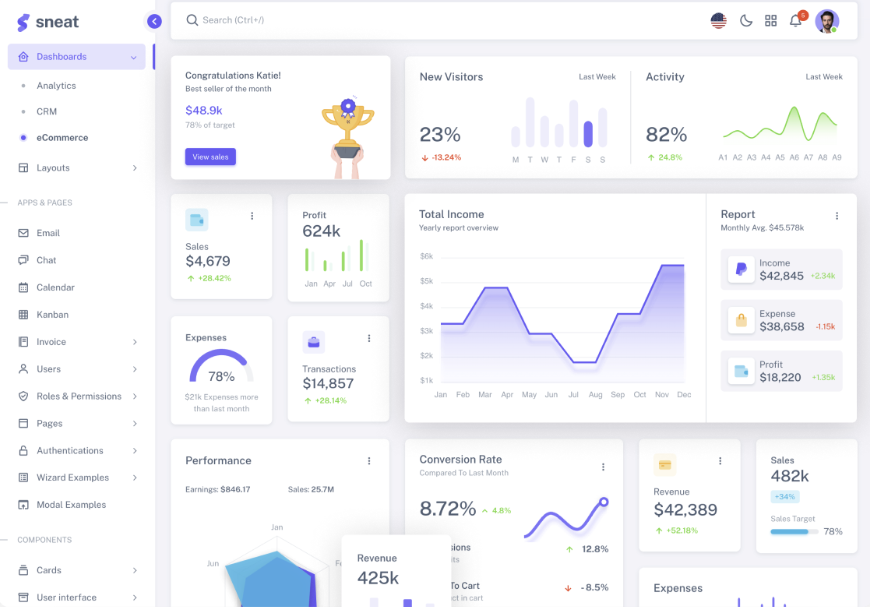 sneat
Search (Ctrl+/)
5
Dashboards
Analytics
CRM
eCommerce
Layouts
APPS & PAGES
Email
Chat
Calendar
Kanban
Invoice
Users
Roles & Permissions
Pages
Authentications
Wizard Examples
Modal Examples
COMPONENTS
Cards
User interface
Congratulations Katie!
Best seller of the month
$48.9k
78% of target
View sales
New Visitors
Last Week
23%
-13.24%
M T W T F S S
Activity
Last Week
82%
24.8%
A1 A2 A3 A4 A5 A6 A7 A8 A9
Sales
$4,679
+28.42%
Profit
624k
Jan Apr Jul Oct
Expenses
78%
$21k Expenses more
than last month
Transactions
$14,857
+28.14%
Total Income
Yearly report overview
$6k
$5k
$4k
$3k
$2k
$1k
Jan Feb Mar Apr May Jun Jul Aug Sep Oct Nov Dec
Report
Monthly Avg. $45.578k
Income
$42,845 +2.34k
Expense
$38,658 -1.15k
Profit
$18,220 +1.35k
Performance
Earnings: $846.17 Sales: 25.7M
Jan
Jun
Revenue
425k
Conversion Rate
Compared To Last Month
8.72% 4.8%
12.8%
To Cart
-8.5%
in cart
Revenue
$42,389
+52.18%
Sales
482k
+34%
Sales Target
78%
Expenses